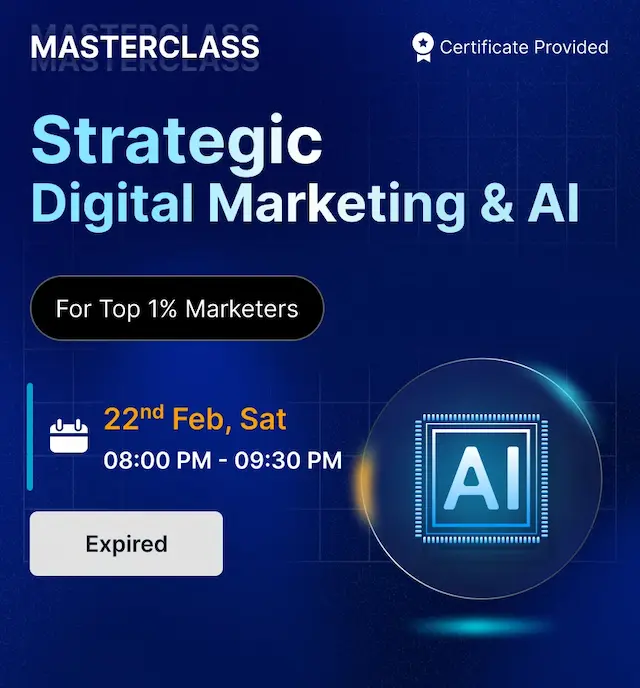 MASTERCLASS
Certificate Provided
Strategic
Digital Marketing & AI
For Top 1% Marketers
22nd Feb, Sat
08:00 PM - 09:30 PM
AI
Expired